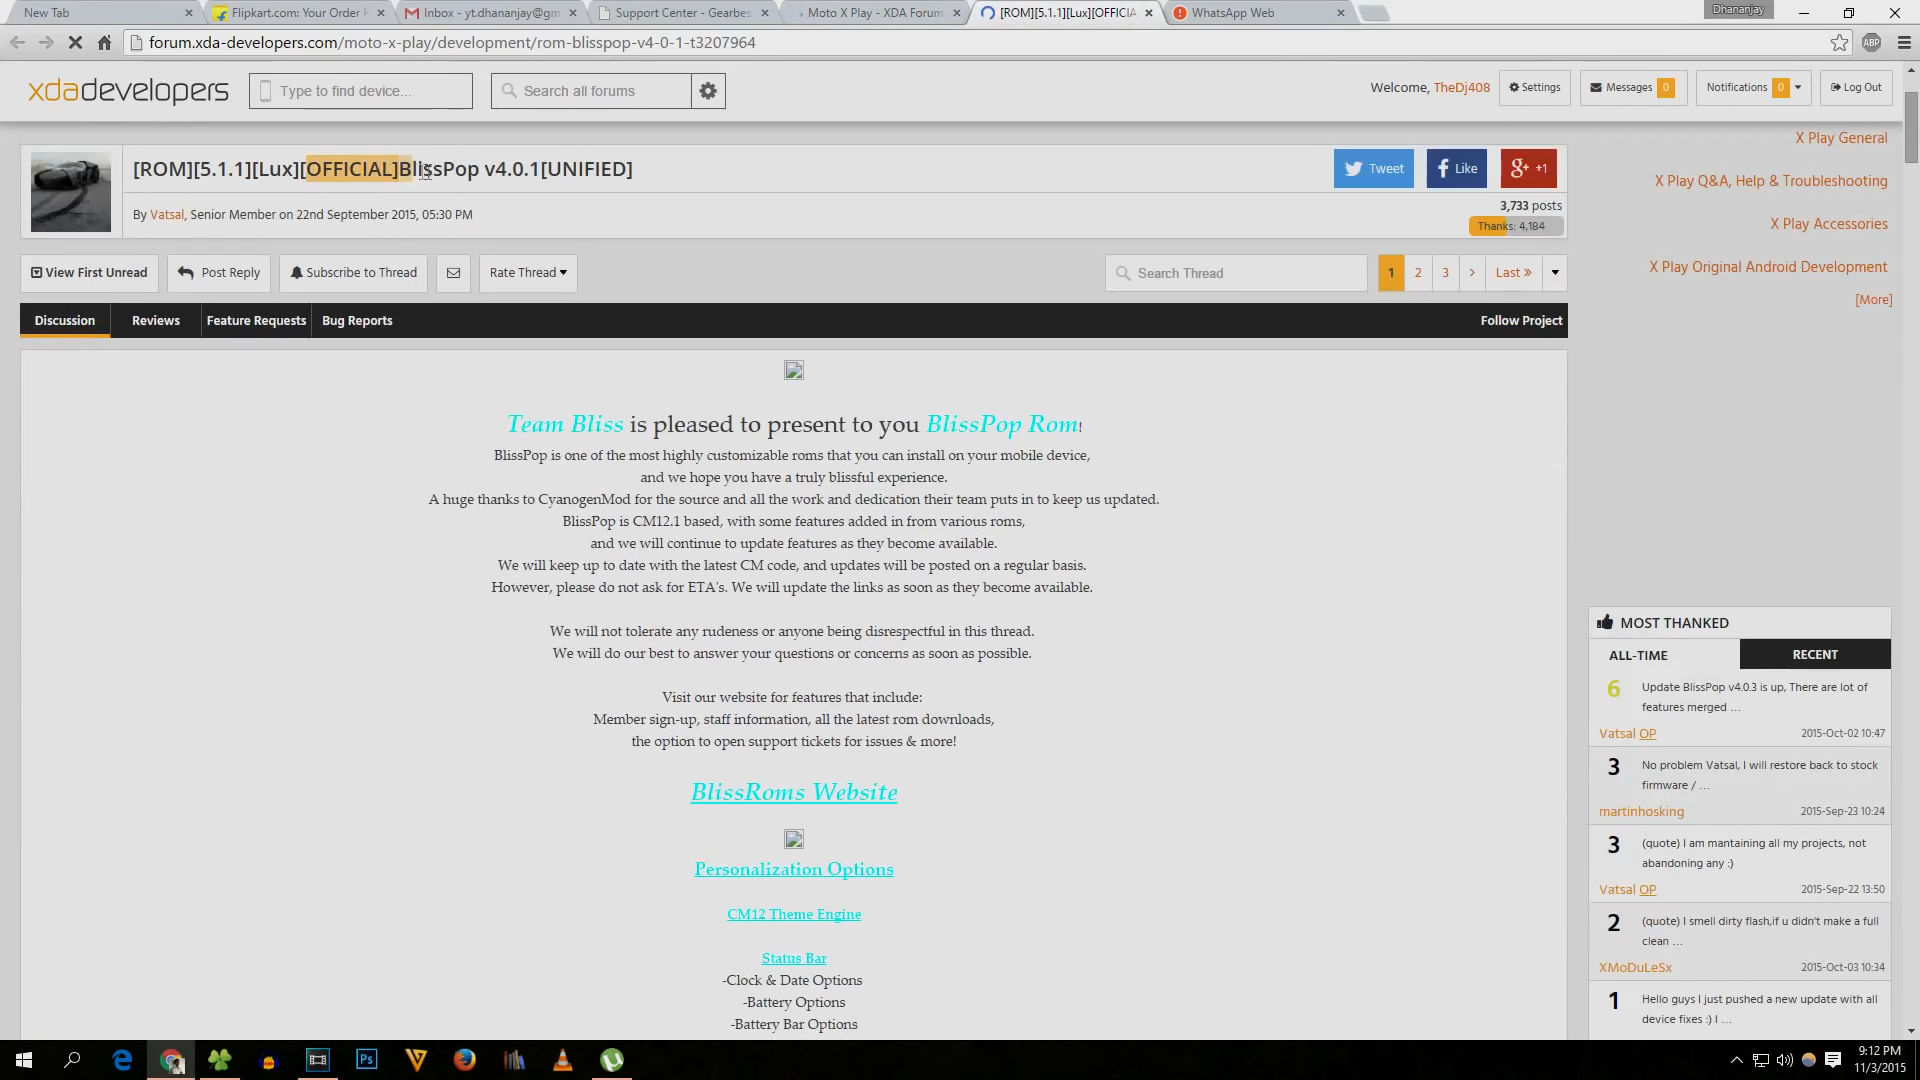 New Tab
Flipkart.com: Your Order H
Inbox - yt.dhananjay@gm
Support Center - Gearbes
Moto X Play - XDA Forum
[ROM][5.1.1][Lux][OFFICIA
WhatsApp Web
Dhananjay
forum.xda-developers.com/moto-x-play/development/rom-blisspop-v4-0-1-t3207964
ABP
xdadevelopers
Type to find device...
Search all forums
Welcome, TheDj408
Settings
Messages 0
Notifications 0
Log Out
[ROM][5.1.1][Lux][OFFICIAL]BlissPop v4.0.1[UNIFIED]
By Vatsal, Senior Member on 22nd September 2015, 05:30 PM
Tweet
Like
g+ +1
3,733 posts
Thanks: 4,184
X Play General
X Play Q&A, Help & Troubleshooting
X Play Accessories
X Play Original Android Development
[More]
View First Unread
Post Reply
Subscribe to Thread
Rate Thread
Search Thread
1 2 3 > Last »
Discussion
Reviews
Feature Requests
Bug Reports
Follow Project
Team Bliss is pleased to present to you BlissPop Rom!
BlissPop is one of the most highly customizable roms that you can install on your mobile device,
and we hope you have a truly blissful experience.
A huge thanks to CyanogenMod for the source and all the work and dedication their team puts in to keep us updated.
BlissPop is CM12.1 based, with some features added in from various roms,
and we will continue to update features as they become available.
We will keep up to date with the latest CM code, and updates will be posted on a regular basis.
However, please do not ask for ETA's. We will update the links as soon as they become available.
We will not tolerate any rudeness or anyone being disrespectful in this thread.
We will do our best to answer your questions or concerns as soon as possible.
Visit our website for features that include:
Member sign-up, staff information, all the latest rom downloads,
the option to open support tickets for issues & more!
BlissRoms Website
Personalization Options
CM12 Theme Engine
Status Bar
-Clock & Date Options
-Battery Options
-Battery Bar Options
MOST THANKED
ALL-TIME
RECENT
6 Update BlissPop v4.0.3 is up, There are lot of
features merged ...
Vatsal OP 2015-Oct-02 10:47
3 No problem Vatsal, I will restore back to stock
firmware / ...
martinhosking 2015-Sep-23 10:24
3 (quote) I am mantaining all my projects, not
abandoning any :)
Vatsal OP 2015-Sep-22 13:50
2 (quote) I smell dirty flash,if u didn't make a full
clean ...
XMoDuLeSx 2015-Oct-03 10:34
1 Hello guys I just pushed a new update with all
device fixes :) I ...
Ps
9:12 PM
11/3/2015